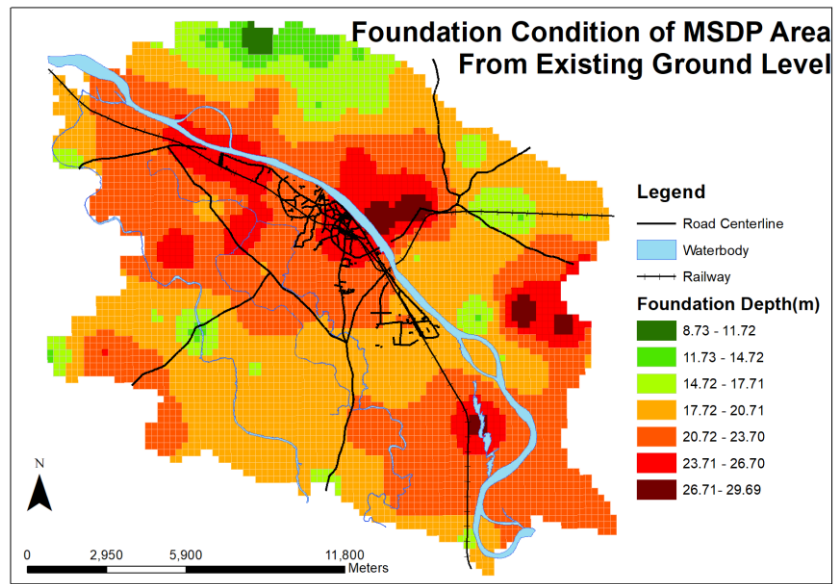 Foundation Condition of MSDP Area
From Existing Ground Level
Legend
Road Centerline
Waterbody
Railway
Foundation Depth(m)
8.73 - 11.72
11.73 - 14.72
14.72 - 17.71
17.72 - 20.71
20.72 - 23.70
23.71 - 26.70
26.71- 29.69
N
0 2,950 5,900 11,800
Meters